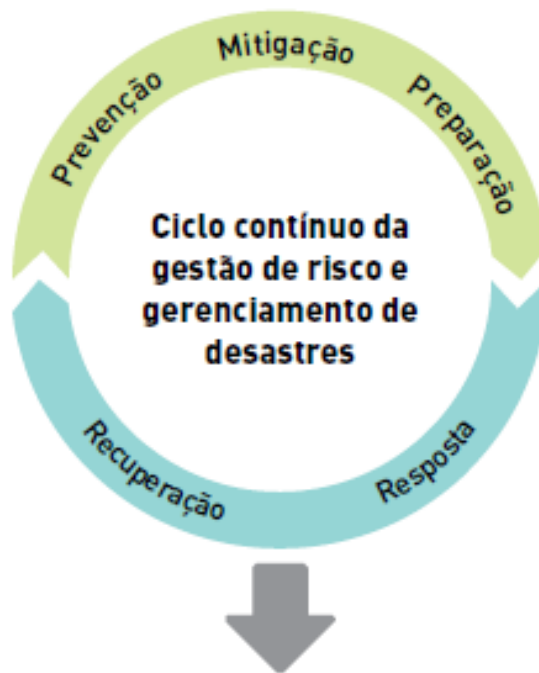 Prevenção
Mitigação
Preparação
Ciclo contínuo da
gestão de risco e
gerenciamento de
desastres
Recuperação
Resposta